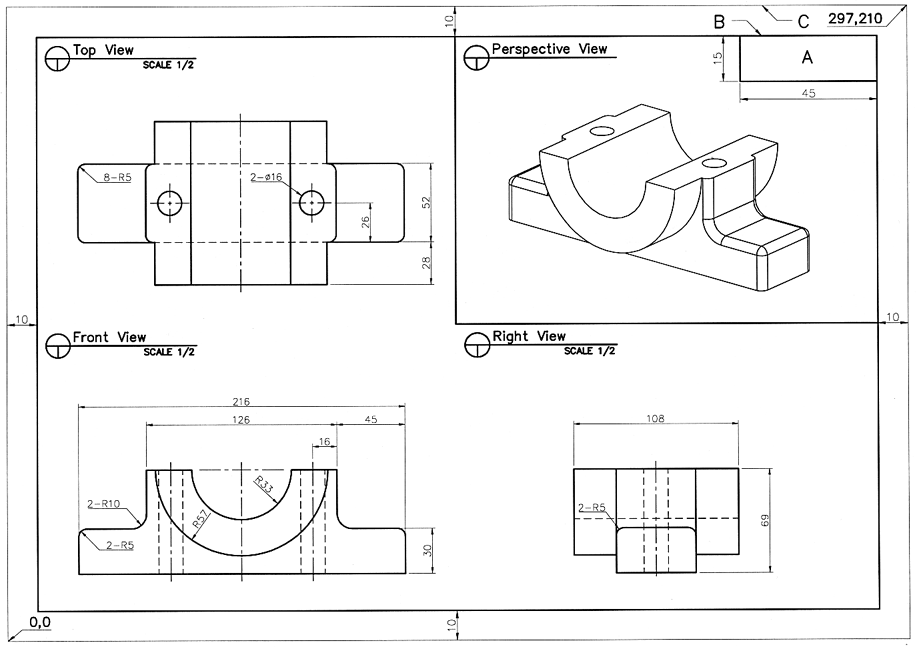 10
B
C
297,210
Top View
SCALE 1/2
Perspective View
15
A
45
8-R5
2-ø16
52
26
28
10
10
Front View
SCALE 1/2
Right View
SCALE 1/2
216
126
45
16
108
R33
2-R10
R57
2-R5
30
2-R5
69
0,0
10